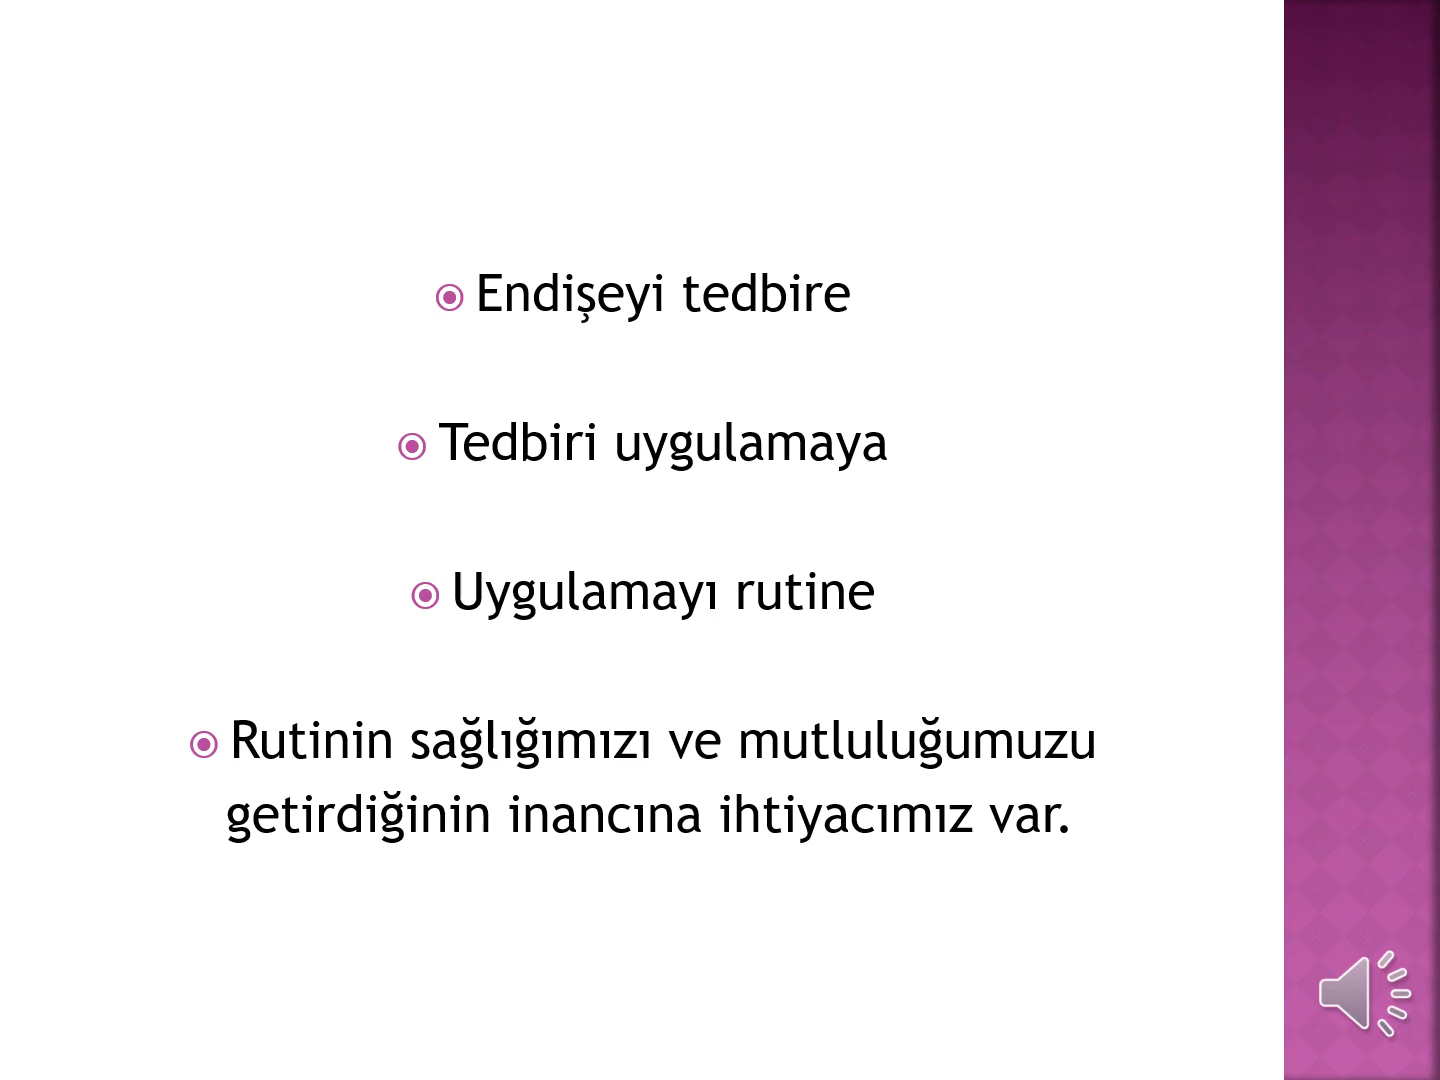 Endişeyi tedbire
Tedbiri uygulamaya
Uygulamayı rutine
Rutinin sağlığımızı ve mutluluğumuzu
getirdiğinin inancına ihtiyacımız var.